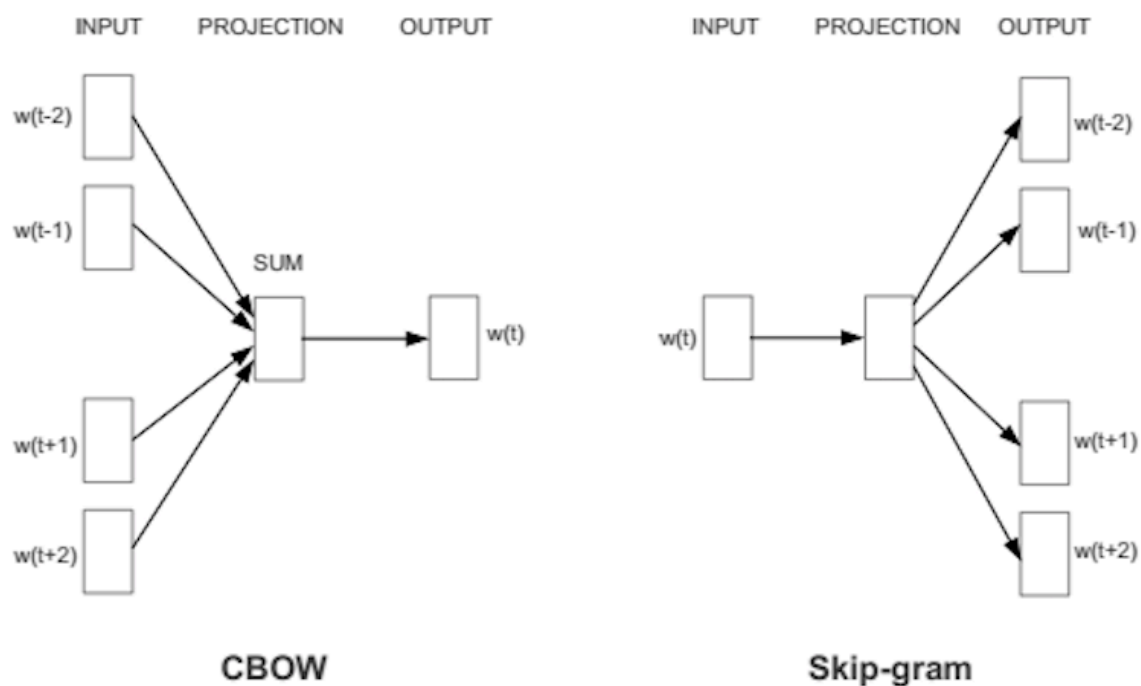 INPUT PROJECTION OUTPUT
w(t-2)
w(t-1)
SUM
w(t)
w(t+1)
w(t+2)
CBOW
INPUT PROJECTION OUTPUT
w(t-2)
w(t-1)
w(t)
w(t+1)
w(t+2)
Skip-gram